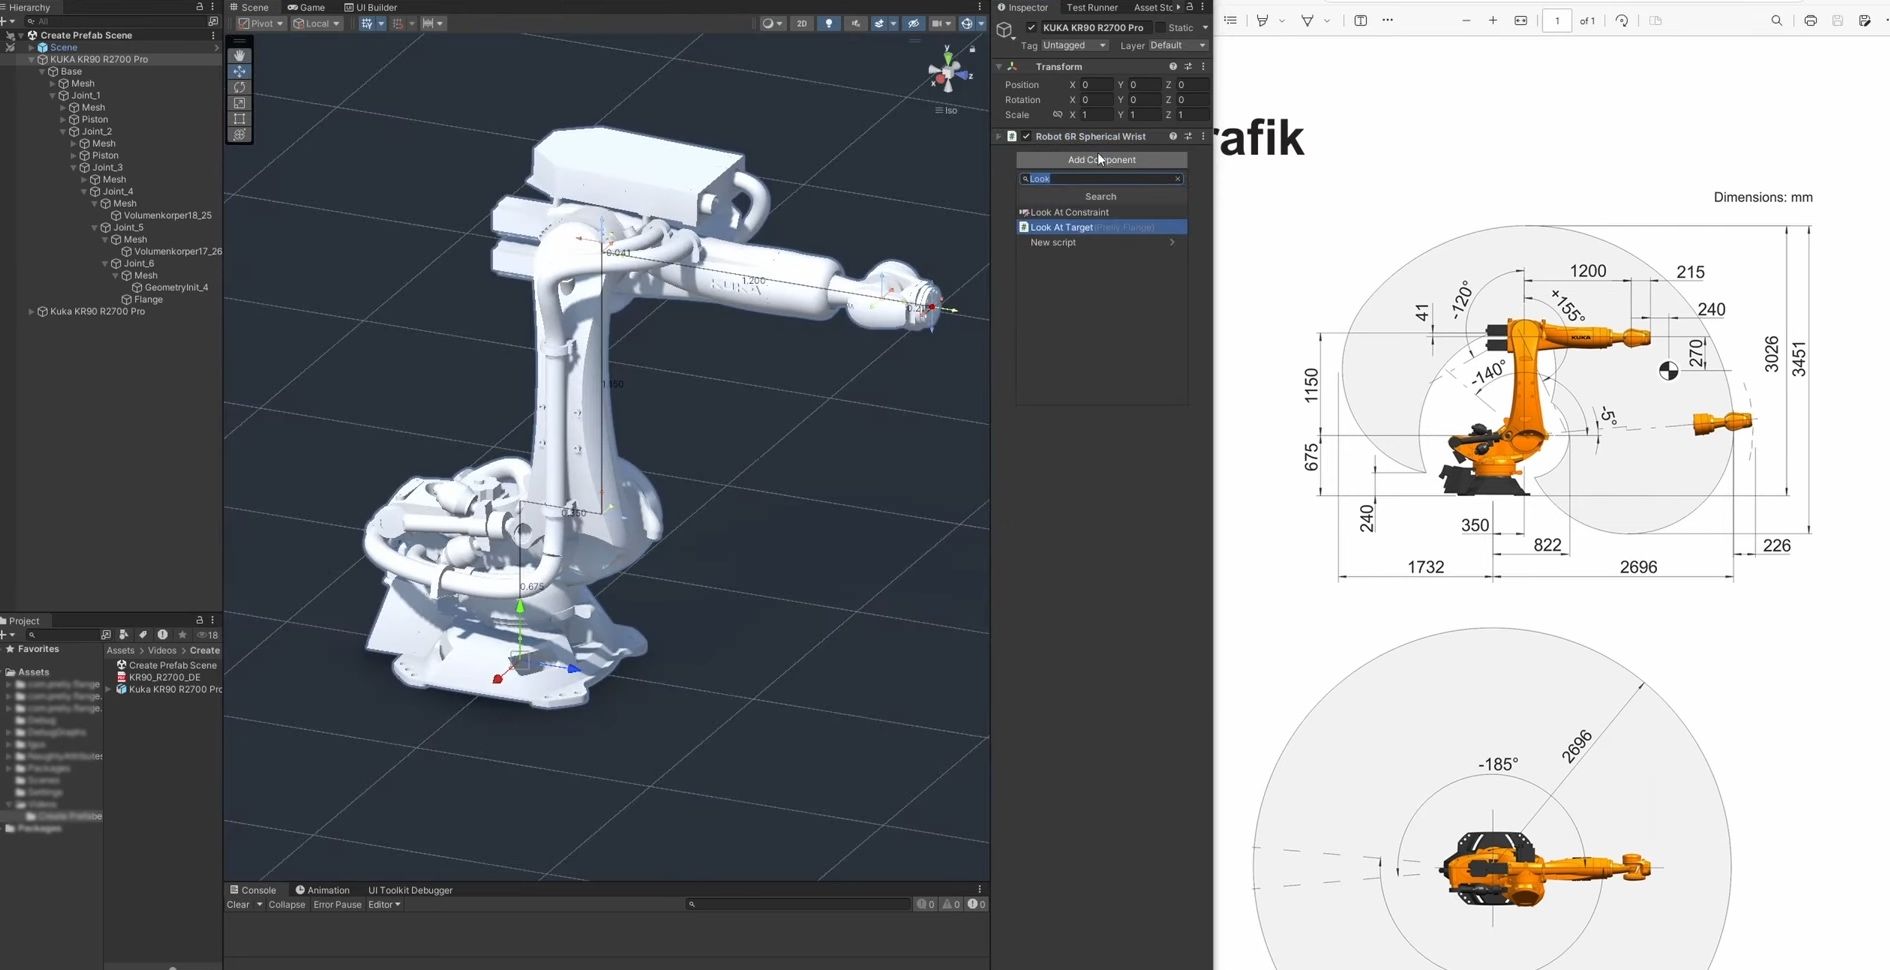 Hierarchy
All
Create Prefab Scene
Scene
KUKA KR90 R2700 Pro
Base
Mesh
Joint_1
Mesh
Piston
Joint_2
Mesh
Piston
Joint_3
Mesh
Joint_4
Mesh
Volumenkorper18_25
Joint_5
Mesh
Volumenkorper17_26
Joint_6
Mesh
GeometryInit_4
Flange
Kuka KR90 R2700 Pro
Project
18
Favorites
Assets
Packages
Assets > Videos > Create
Create Prefab Scene
KR90_R2700_DE
Kuka KR90 R2700 Pro
Scene Game UI Builder
Pivot Local 2D
y
x
z
Iso
-0.041
1.200
1.150
0.350
0.675
KUKA
Console Animation UI Toolkit Debugger
Clear Collapse Error Pause Editor
0 0 0
Inspector Test Runner Asset Sto
KUKA KR90 R2700 Pro Static
Tag Untagged Layer Default
Transform
Position X 0 Y 0 Z 0
Rotation X 0 Y 0 Z 0
Scale X 1 Y 1 Z 1
Robot 6R Spherical Wrist
Add Component
Look
Search
Look At Constraint
Look At Target (Pretty.Flange)
New script
1 of 1
rafik
Dimensions: mm
1200
215
-120°
+155°
41
240
270
3026
3451
KUKA
1150
-140°
-5°
675
240
350
822
226
1732
2696
2696
-185°